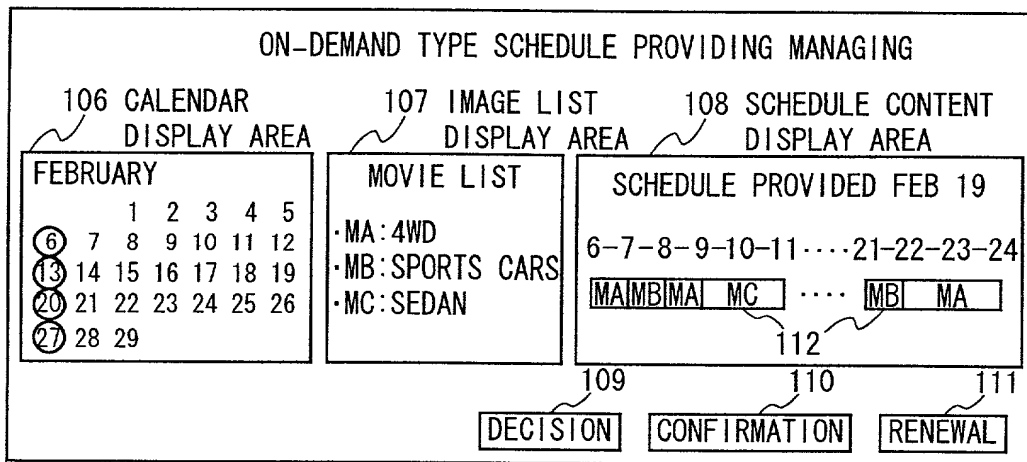 ON-DEMAND TYPE SCHEDULE PROVIDING MANAGING
106 CALENDAR DISPLAY AREA
107 IMAGE LIST DISPLAY AREA
108 SCHEDULE CONTENT DISPLAY AREA
FEBRUARY
1 2 3 4 5
6 7 8 9 10 11 12
13 14 15 16 17 18 19
20 21 22 23 24 25 26
27 28 29
MOVIE LIST
·MA:4WD
·MB:SPORTS CARS
·MC:SEDAN
SCHEDULE PROVIDED FEB 19
6-7-8-9-10-11····21-22-23-24
MA MB MA MC ···· MB MA
112
109 110 111
DECISION CONFIRMATION RENEWAL